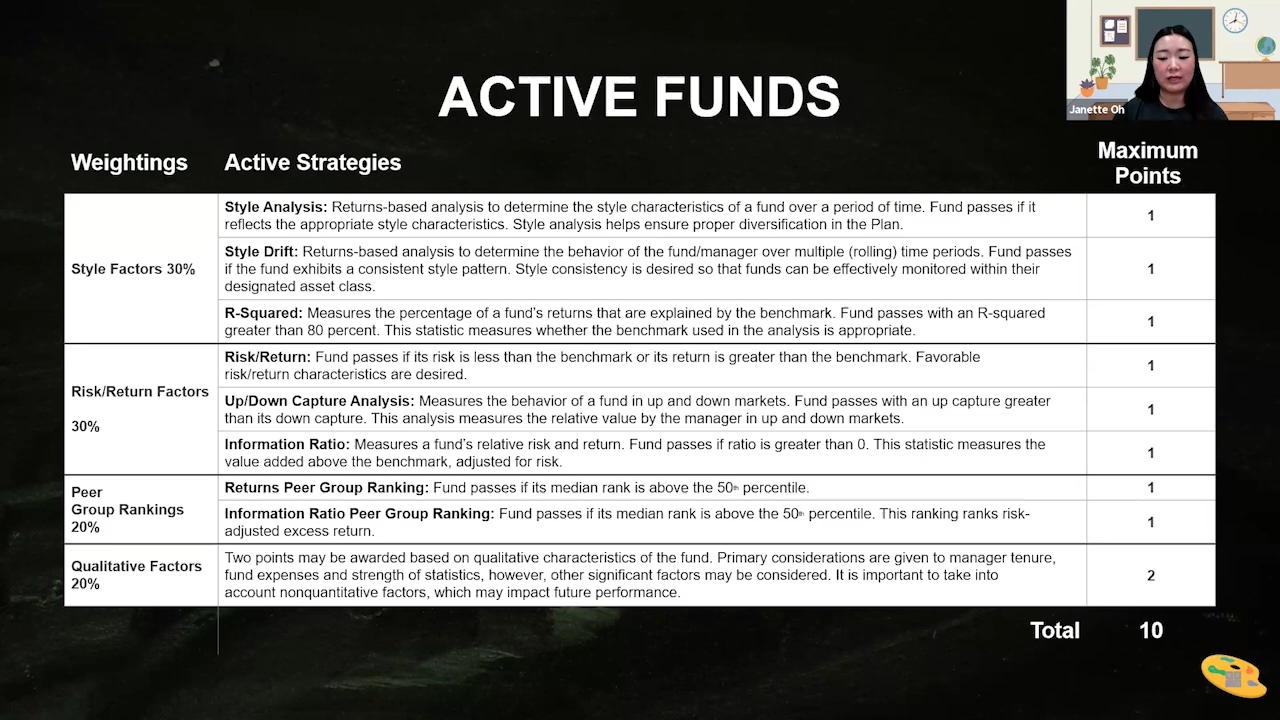 ACTIVE FUNDS
Janette Oh
Weightings
Active Strategies
Maximum
Points
Style Factors 30%
Style Analysis: Returns-based analysis to determine the style characteristics of a fund over a period of time. Fund passes if it
reflects the appropriate style characteristics. Style analysis helps ensure proper diversification in the Plan.
1
Style Drift: Returns-based analysis to determine the behavior of the fund/manager over multiple (rolling) time periods. Fund passes
if the fund exhibits a consistent style pattern. Style consistency is desired so that funds can be effectively monitored within their
designated asset class.
1
R-Squared: Measures the percentage of a fund's returns that are explained by the benchmark. Fund passes with an R-squared
greater than 80 percent. This statistic measures whether the benchmark used in the analysis is appropriate.
1
Risk/Return Factors
30%
Risk/Return: Fund passes if its risk is less than the benchmark or its return is greater than the benchmark. Favorable
risk/return characteristics are desired.
1
Up/Down Capture Analysis: Measures the behavior of a fund in up and down markets. Fund passes with an up capture greater
than its down capture. This analysis measures the relative value by the manager in up and down markets.
1
Information Ratio: Measures a fund's relative risk and return. Fund passes if ratio is greater than 0. This statistic measures the
value added above the benchmark, adjusted for risk.
1
Peer
Group Rankings
20%
Returns Peer Group Ranking: Fund passes if its median rank is above the 50th percentile.
1
Information Ratio Peer Group Ranking: Fund passes if its median rank is above the 50th percentile. This ranking ranks risk-
adjusted excess return.
1
Qualitative Factors
20%
Two points may be awarded based on qualitative characteristics of the fund. Primary considerations are given to manager tenure,
fund expenses and strength of statistics, however, other significant factors may be considered. It is important to take into
account nonquantitative factors, which may impact future performance.
2
Total 10